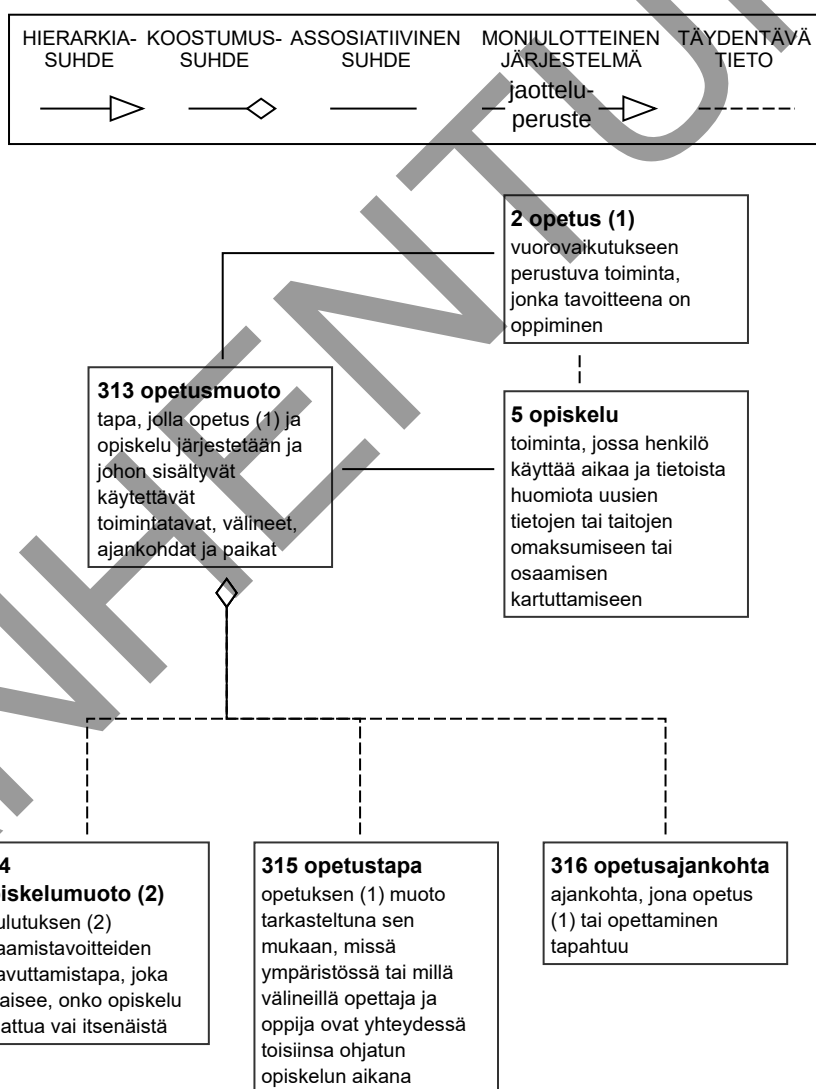 HIERARKIA-
SUHDE
KOOSTUMUS-
SUHDE
ASSOSIATIIVINEN
SUHDE
MONIULOTTEINEN
JÄRJESTELMÄ
TÄYDENTÄVÄ
TIETO
jaottelu-
peruste
2 opetus (1)
vuorovaikutukseen
perustuva toiminta,
jonka tavoitteena on
oppiminen
313 opetusmuoto
tapa, jolla opetus (1) ja
opiskelu järjestetään ja
johon sisältyvät
käytettävät
toimintatavat, välineet,
ajankohdat ja paikat
5 opiskelu
toiminta, jossa henkilö
käyttää aikaa ja tietoista
huomiota uusien
tietojen tai taitojen
omaksumiseen tai
osaamisen
kartuttamiseen
4
iskelumuoto (2)
ulutuksen (2)
aamistavoitteiden
avuttamistapa, joka
aisee, onko opiskelu
attua vai itsenäistä
315 opetustapa
opetuksen (1) muoto
tarkasteltuna sen
mukaan, missä
ympäristössä tai millä
välineillä opettaja ja
oppija ovat yhteydessä
toisiinsa ohjatun
opiskelun aikana
316 opetusajankohta
ajankohta, jona opetus
(1) tai opettaminen
tapahtuu